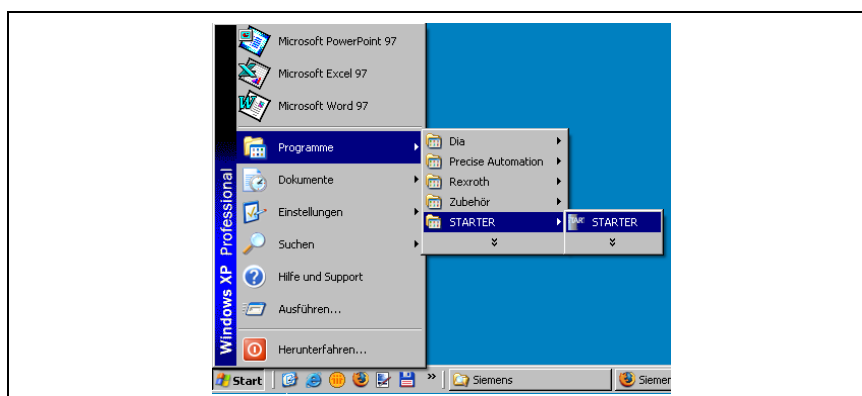 Microsoft PowerPoint 97
Microsoft Excel 97
Microsoft Word 97
Programme
Dokumente
Einstellungen
Suchen
Hilfe und Support
Ausführen...
Herunterfahren...
Windows XP Professional
Dia
Precise Automation
Rexroth
Zubehör
STARTER
STARTER
Start
Siemens
Siemer